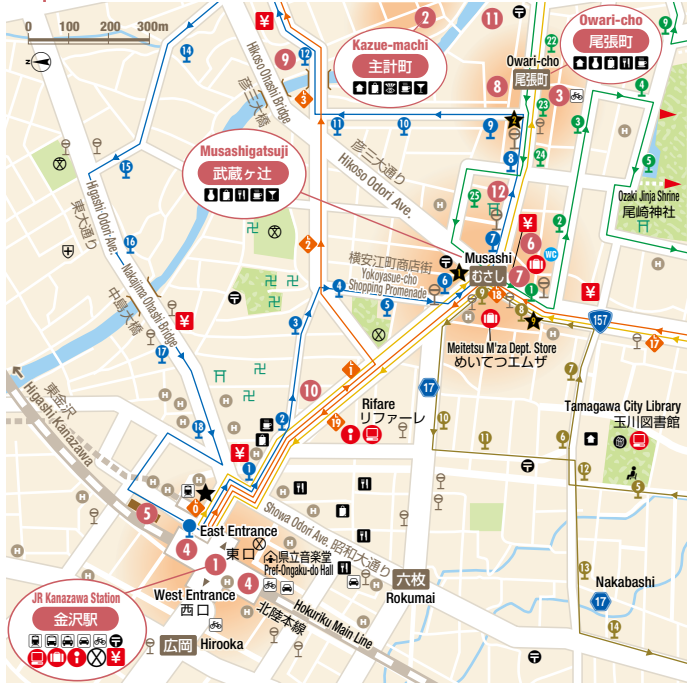 0 100 200 300m
N
Kazue-machi
主計町
Owari-cho
尾張町
Owari-cho
尾張町
Hikoso Ohashi Bridge
彦三大橋
Musashigatsuji
武蔵ヶ辻
彦三大通り
Hikoso Odori Ave.
Higashi Odori-Ave.
東大通り
Nakajima Ohashi Bridge
中島大橋
Ozaki Jinja Shrine
尾崎神社
横安江町商店街
Yokoyasue-cho
Shopping Promenade
Musashi
むさし
WC
Meitetsu M'za Dept. Store
めいてつエムザ
157
17
Rifare
リファーレ
Tamagawa City Library
玉川図書館
東金沢
Higashi Kanazawa
East Entrance
東口
県立音楽堂
Pref-Ongaku-do Hall
Showa Odori Ave. 昭和大通り
六枚
Rokumai
Nakabashi
17
JR Kanazawa Station
金沢駅
West Entrance
西口
北陸本線
Hokuriku Main Line
広岡 Hirooka